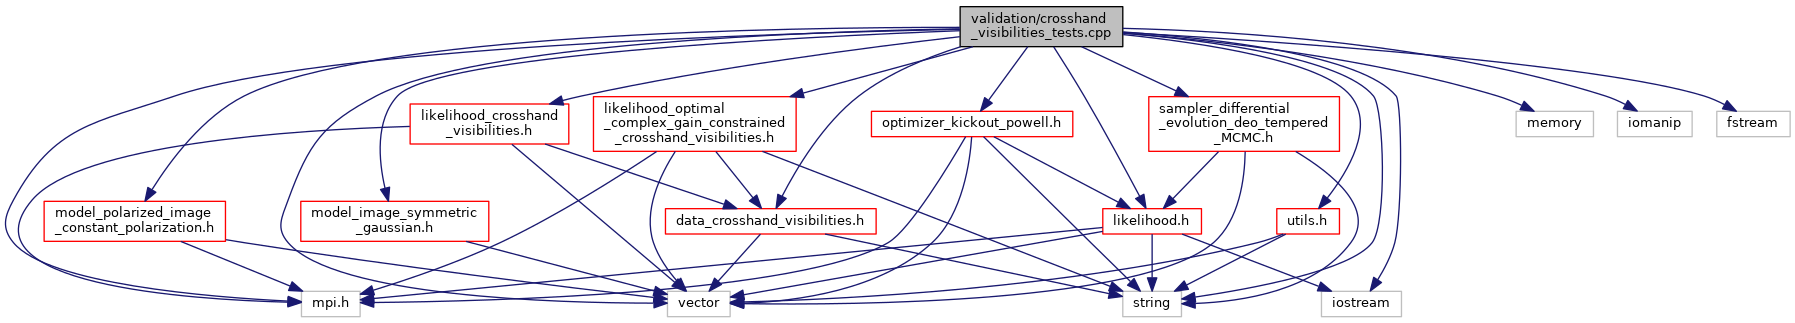 validation/crosshand
_visibilities_tests.cpp
likelihood_crosshand
_visibilities.h
likelihood_optimal
_complex_gain_constrained
_crosshand_visibilities.h
optimizer_kickout_powell.h
sampler_differential
_evolution_deo_tempered
_MCMC.h
memory
iomanip
fstream
model_polarized_image
_constant_polarization.h
model_image_symmetric
_gaussian.h
data_crosshand_visibilities.h
likelihood.h
utils.h
mpi.h
vector
string
iostream